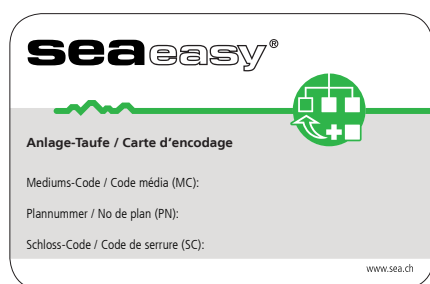 seaeasy®
Anlage-Taufe / Carte d'encodage
Mediums-Code / Code média (MC):
Plannummer / No de plan (PN):
Schloss-Code / Code de serrure (SC):
www.sea.ch